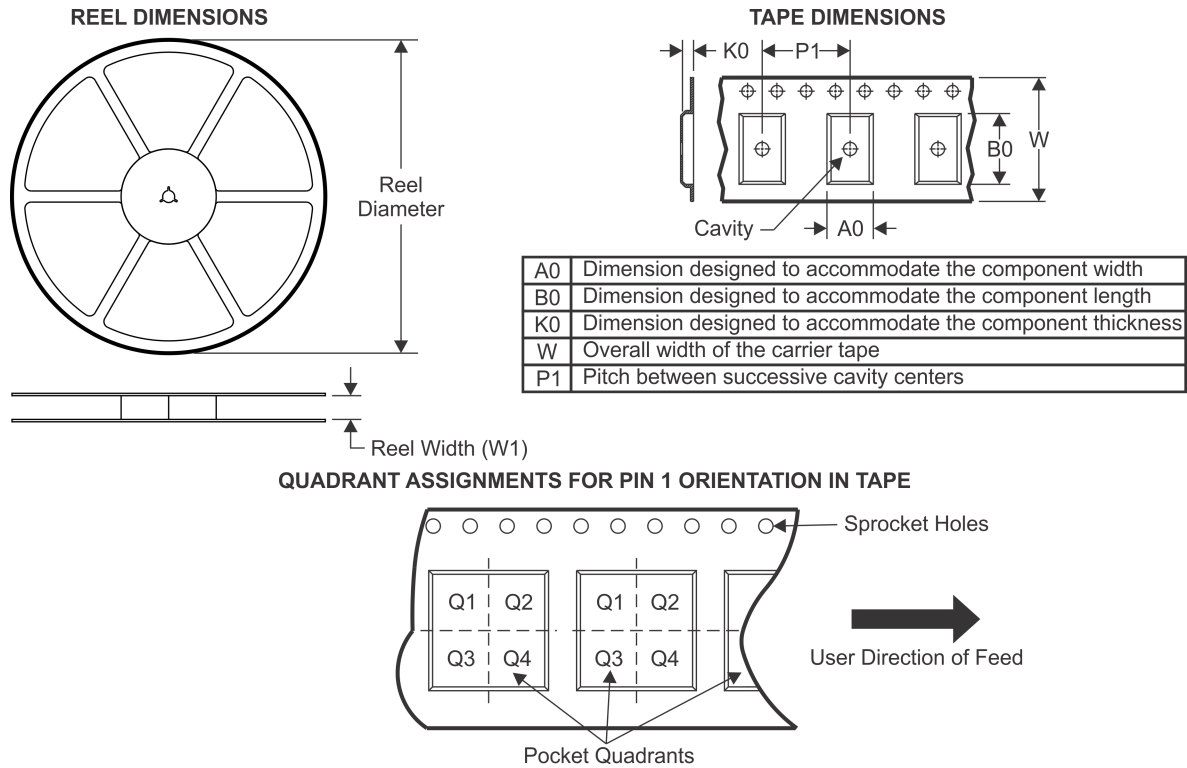 REEL DIMENSIONS
Reel
Diameter
Reel Width (W1)
TAPE DIMENSIONS
K0
P1
B0
W
Cavity
A0
A0 Dimension designed to accommodate the component width
B0 Dimension designed to accommodate the component length
K0 Dimension designed to accommodate the component thickness
W Overall width of the carrier tape
P1 Pitch between successive cavity centers
QUADRANT ASSIGNMENTS FOR PIN 1 ORIENTATION IN TAPE
Sprocket Holes
Q1 Q2 Q1 Q2
Q3 Q4 Q3 Q4
User Direction of Feed
Pocket Quadrants